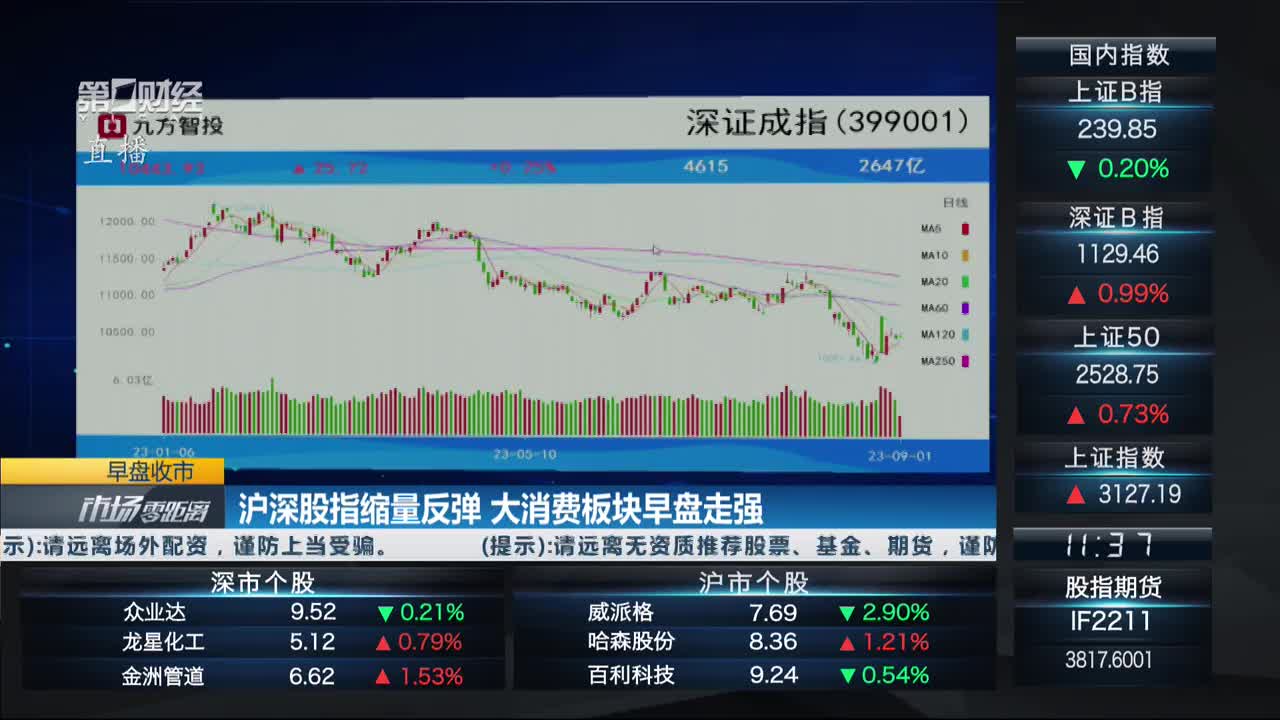 第一财经
直播
九方智投
深证成指(399001)
▲ 25.72
+0.25%
4615
2647亿
日线
12000.00
11500.00
11000.00
10500.00
6.03亿
MA5
MA10
MA20
MA60
MA120
MA250
23-01-06
23-05-10
23-09-01
早盘收市
市场零距离
沪深股指缩量反弹 大消费板块早盘走强
示):请远离场外配资，谨防上当受骗。 (提示):请远离无资质推荐股票、基金、期货，谨防
深市个股
众业达 9.52 ▼0.21%
龙星化工 5.12 ▲0.79%
金洲管道 6.62 ▲1.53%
沪市个股
威派格 7.69 ▼2.90%
哈森股份 8.36 ▲1.21%
百利科技 9.24 ▼0.54%
国内指数
上证B指
239.85
▼ 0.20%
深证B指
1129.46
▲ 0.99%
上证50
2528.75
▲ 0.73%
上证指数
▲ 3127.19
11:37
股指期货
IF2211
3817.6001